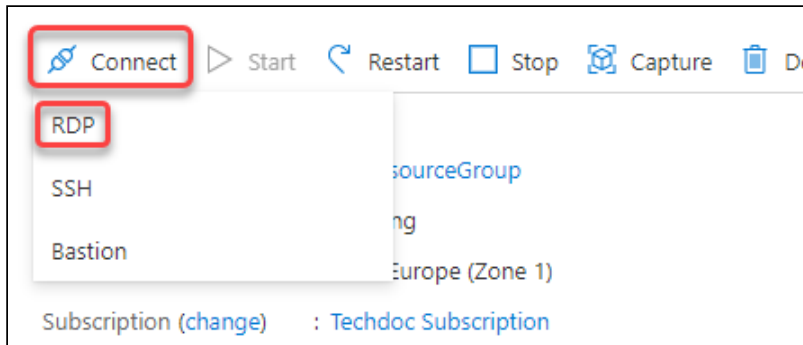 Connect Start Restart Stop Capture
RDP
sourceGroup
SSH
ng
Bastion
Europe (Zone 1)
Subscription (change) : Techdoc Subscription